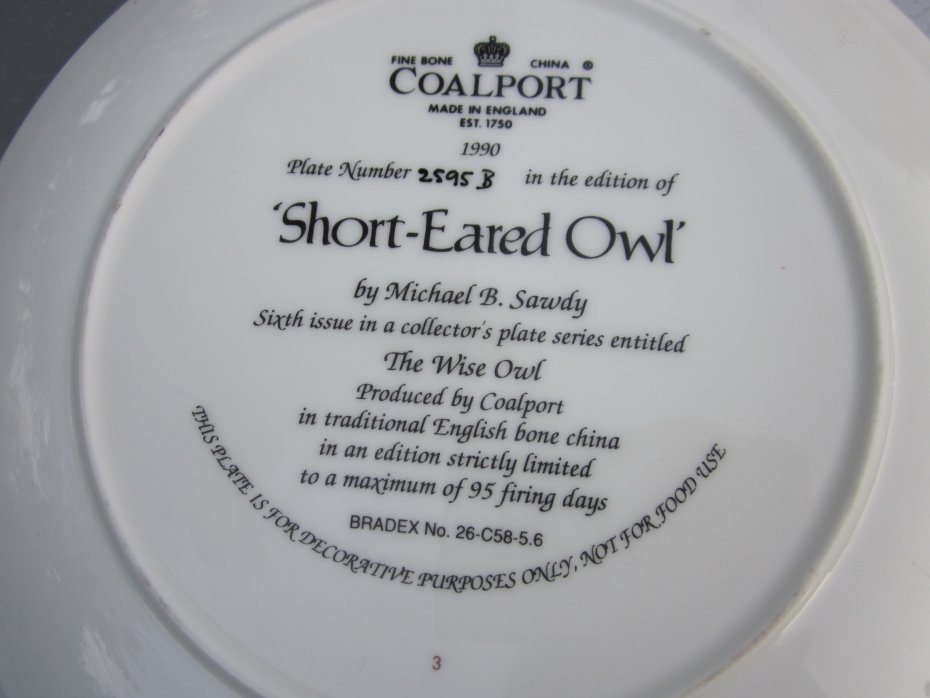 FINE BONE CHINA ®
COALPORT
MADE IN ENGLAND
EST. 1750
1990
Plate Number 2595 B in the edition of
'Short-Eared Owl'
by Michael B. Sawdy
Sixth issue in a collector's plate series entitled
The Wise Owl
Produced by Coalport
in traditional English bone china
in an edition strictly limited
to a maximum of 95 firing days
BRADEX No. 26-C58-5.6
THIS PLATE IS FOR DECORATIVE PURPOSES ONLY, NOT FOR FOOD USE
3